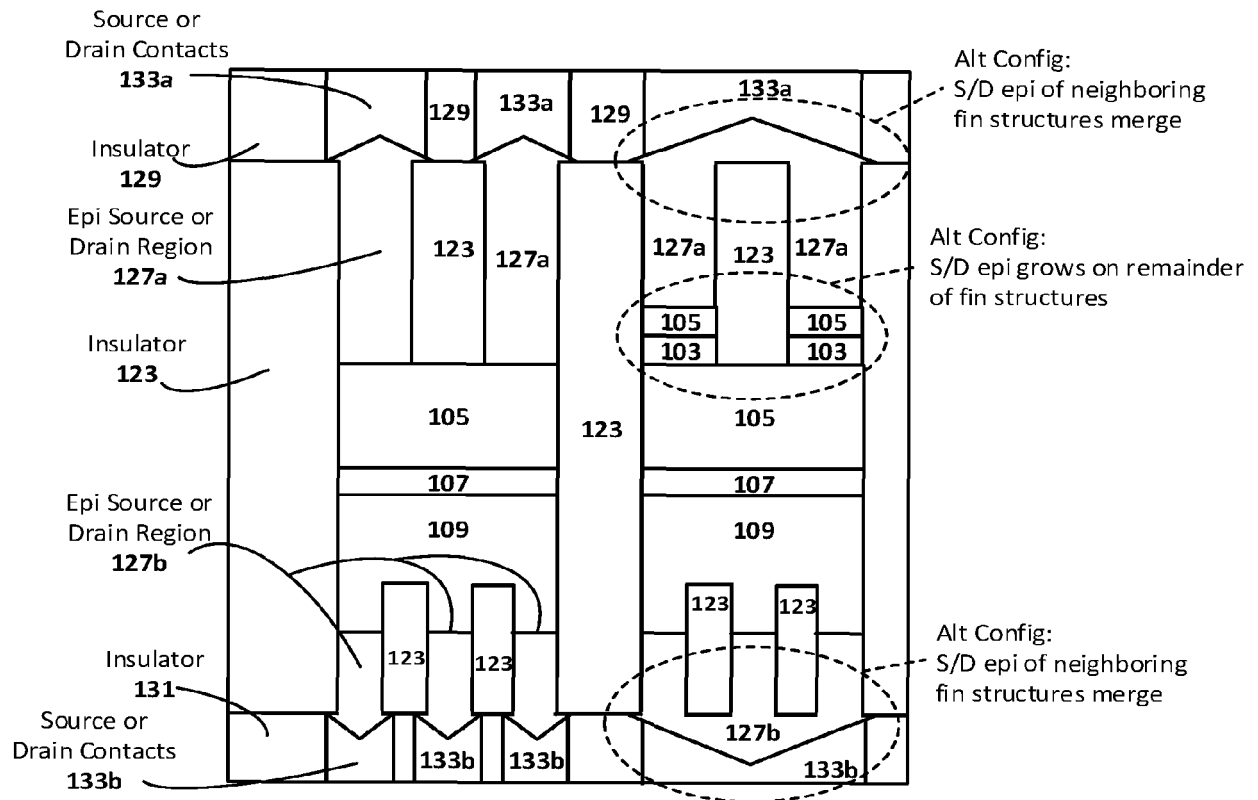 Source or
Drain Contacts
133a
Insulator
129
Epi Source or
Drain Region
127a
Insulator
123
Epi Source or
Drain Region
127b
Insulator
131
Source or
Drain Contacts
133b
129
133a
129
133a
123
127a
127a
123
127a
105
105
103
103
105
123
105
107
107
109
109
123
123
123
123
127b
133b
133b
133b
Alt Config:
S/D epi of neighboring
fin structures merge
Alt Config:
S/D epi grows on remainder
of fin structures
Alt Config:
S/D epi of neighboring
fin structures merge